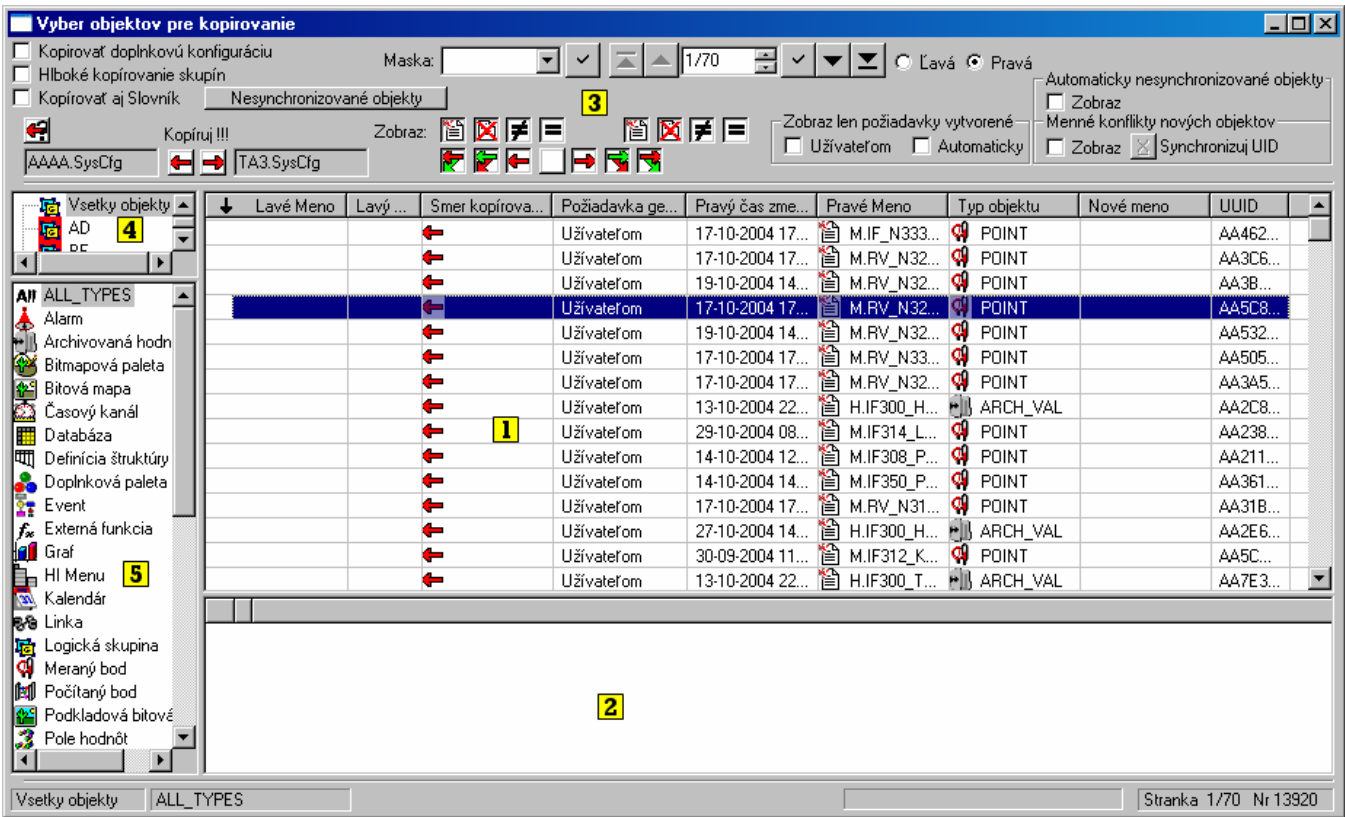 Vyber objektov pre kopirovanie
Kopirovať doplnkovú konfiguráciu
Hlboké kopírovanie skupín
Kopírovať aj Slovník
Nesynchronizované objekty
Maska:
1/70
Ľavá
Pravá
Automaticky nesynchronizované objekty
Zobraz
3
Kopíruj !!!
Zobraz:
AAAA.SysCfg
TA3.SysCfg
Zobraz len požiadavky vytvorené
Užívateľom
Automaticky
Menné konflikty nových objektov
Zobraz
Synchronizuj UID
Vsetky objekty
AD
4
ALL_TYPES
Alarm
Archivovaná hodn
Bitmapová paleta
Bitová mapa
Časový kanál
Databáza
Definícia štruktúry
Doplnková paleta
Event
Externá funkcia
Graf
HI Menu
5
Kalendár
Linka
Logická skupina
Meraný bod
Počítaný bod
Podkladová bitová
Pole hodnôt
Lavé Meno Lavý ... Smer kopírova... Požiadavka ge... Pravý čas zme... Pravé Meno Typ objektu Nové meno UUID
Užívateľom 17-10-2004 17... M.IF_N333... POINT AA462...
Užívateľom 17-10-2004 17... M.RV_N32... POINT AA3C6...
Užívateľom 19-10-2004 14... M.RV_N32... POINT AA3B...
Užívateľom 17-10-2004 17... M.RV_N32... POINT AA5C8...
Užívateľom 19-10-2004 14... M.RV_N32... POINT AA532...
Užívateľom 17-10-2004 17... M.RV_N33... POINT AA505...
Užívateľom 17-10-2004 17... M.RV_N32... POINT AA3A5...
Užívateľom 13-10-2004 22... H.IF300_H... ARCH_VAL AA2C8...
1
Užívateľom 29-10-2004 08... M.IF314_L... POINT AA238...
Užívateľom 14-10-2004 12... M.IF308_P... POINT AA211...
Užívateľom 14-10-2004 14... M.IF350_P... POINT AA361...
Užívateľom 17-10-2004 17... M.RV_N31... POINT AA31B...
Užívateľom 27-10-2004 14... H.IF300_H... ARCH_VAL AA2E6...
Užívateľom 30-09-2004 11... M.IF312_K... POINT AA5C...
Užívateľom 13-10-2004 22... H.IF300_T... ARCH_VAL AA7E3...
2
Vsetky objekty
ALL_TYPES
Stranka 1/70 Nr 13920